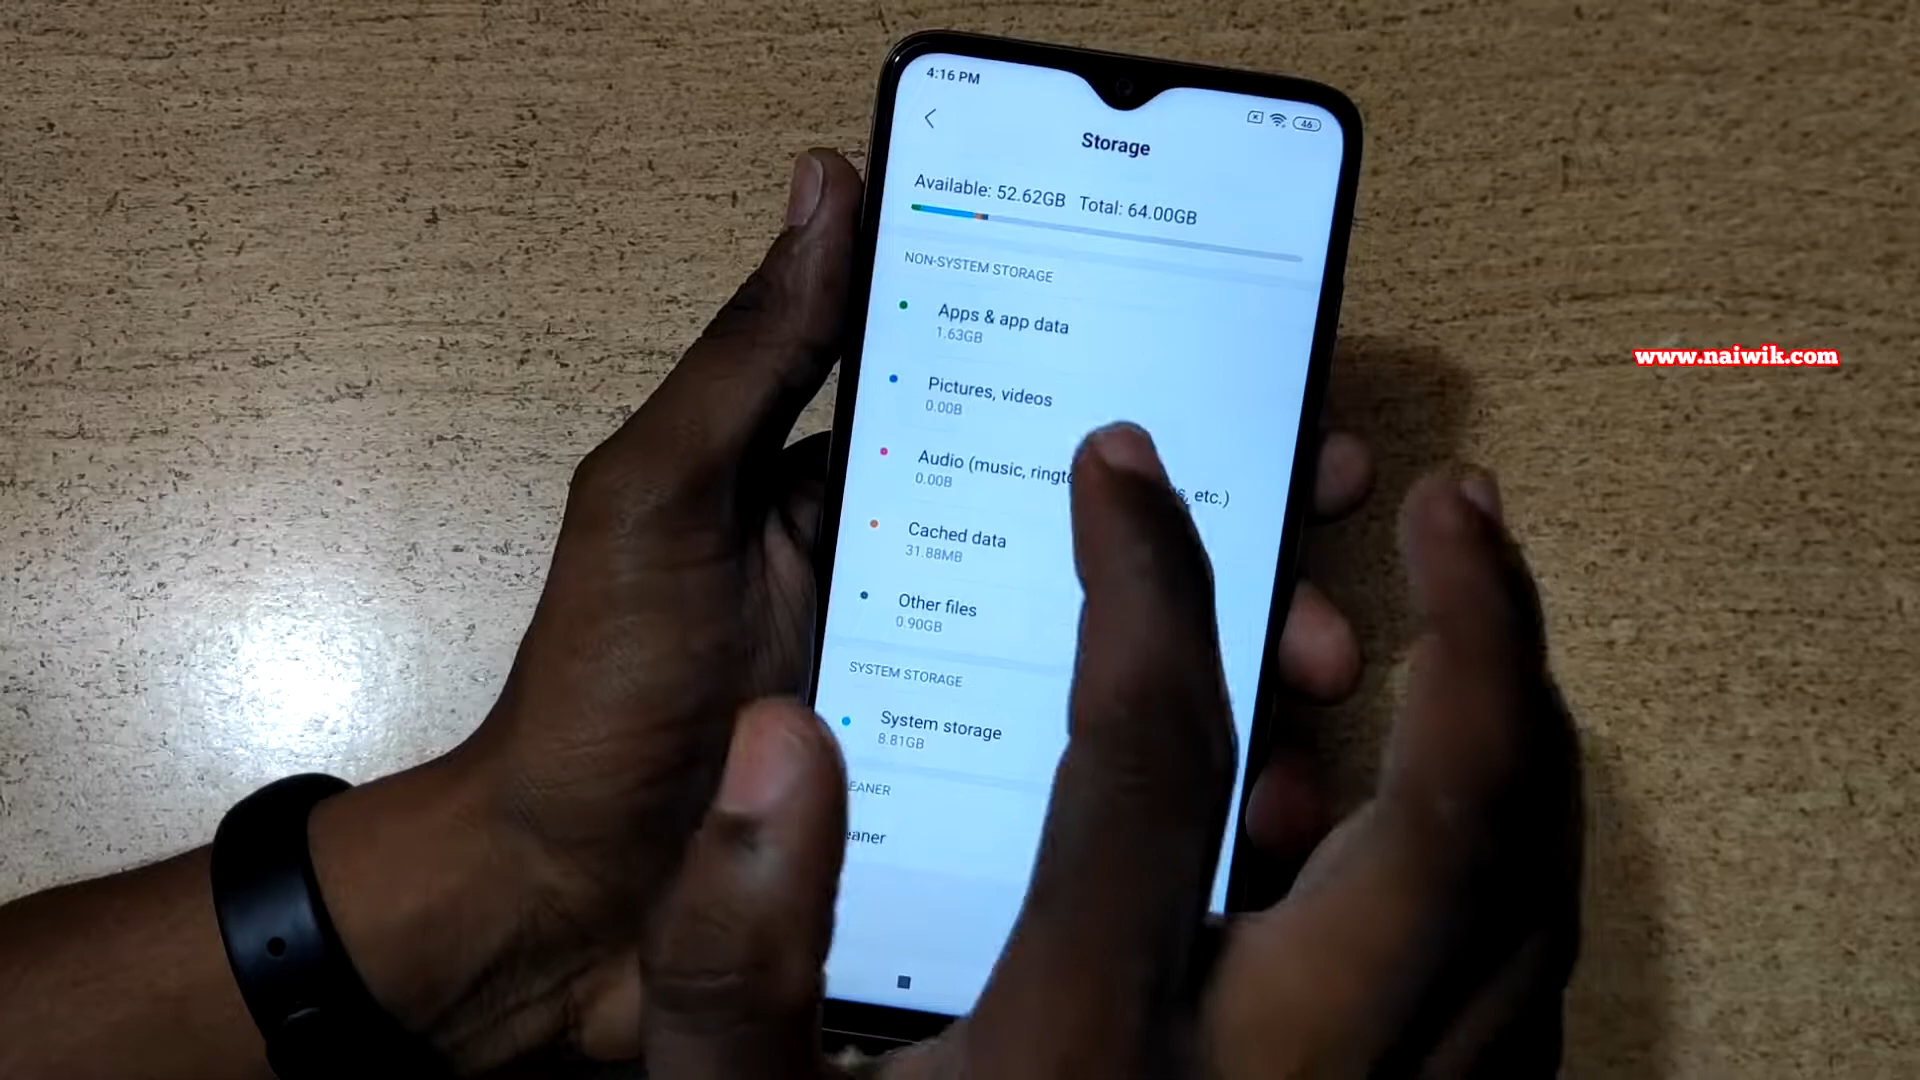 4:16 PM
46
Storage
Available: 52.62GB Total: 64.00GB
NON-SYSTEM STORAGE
Apps & app data
1.63GB
Pictures, videos
0.00B
www.naiwik.com
Audio (music, etc.)
0.00B
Cached data
31.88MB
Other files
0.90GB
SYSTEM STORAGE
System storage
8.81GB